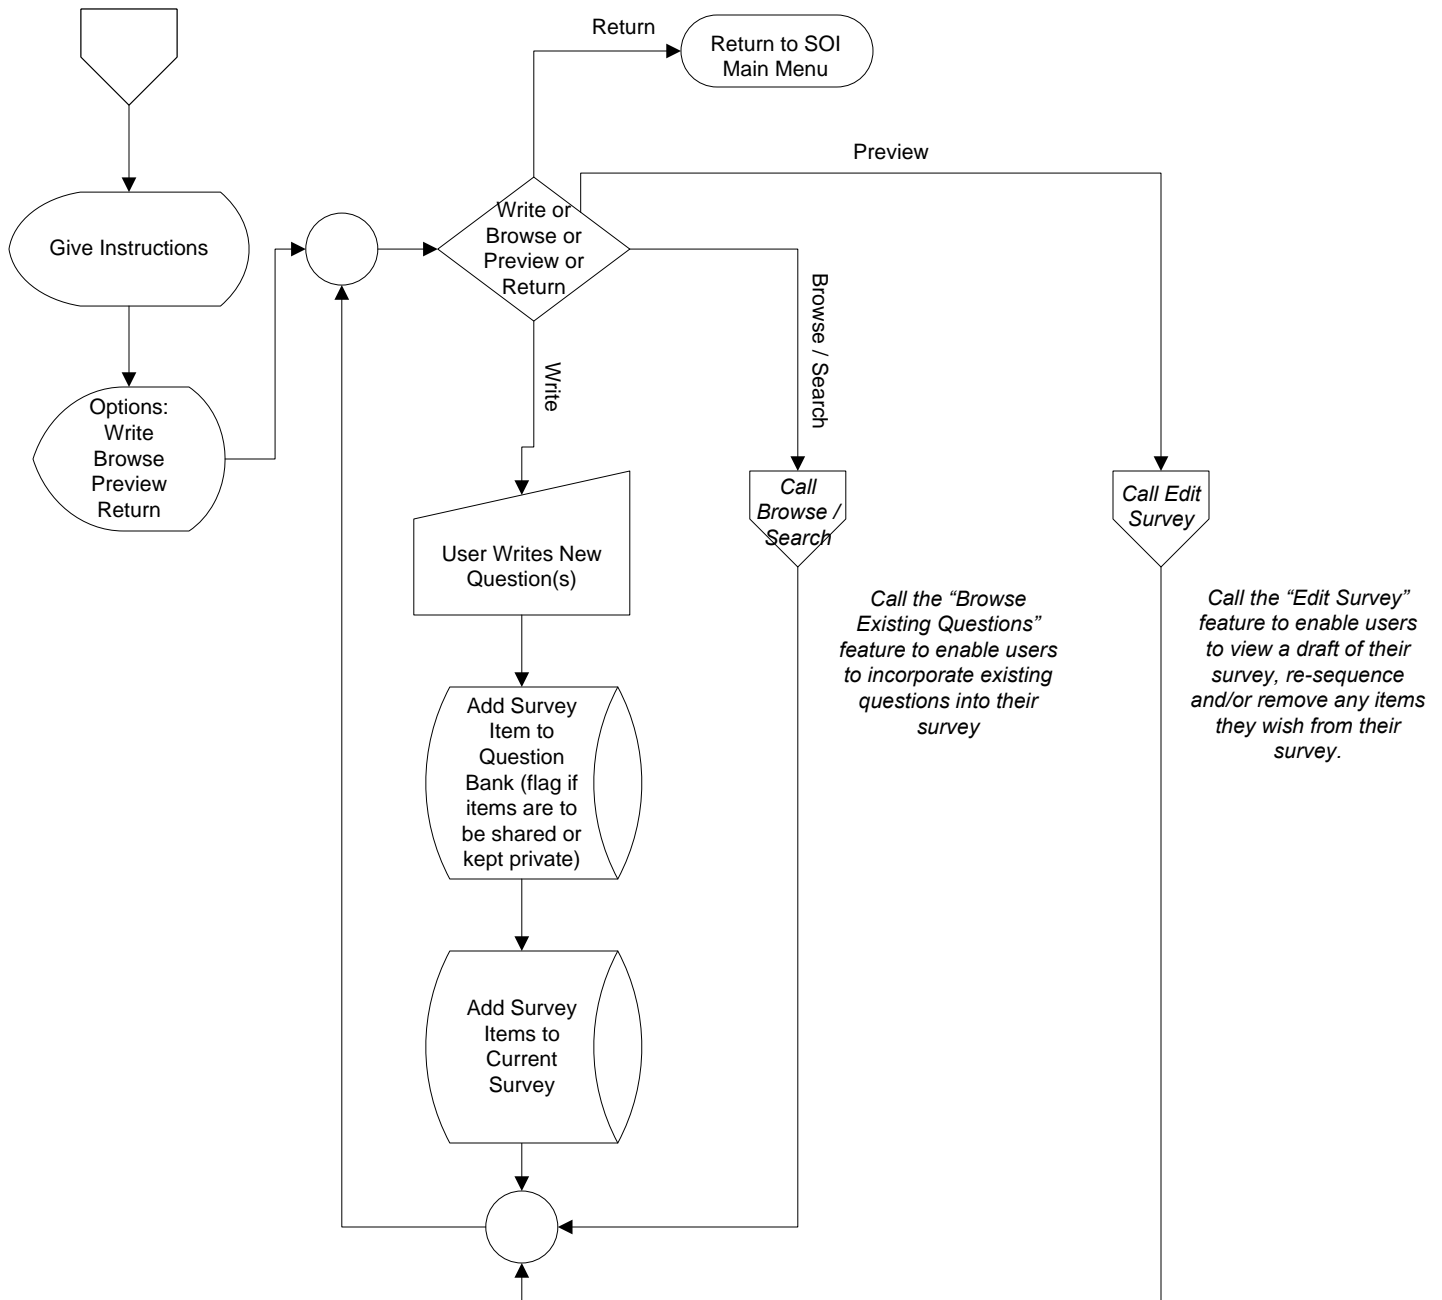 Return
Return to SOI
Main Menu
Preview
Give Instructions
Write or
Browse or
Preview or
Return
Browse / Search
Write
Options:
Write
Browse
Preview
Return
Call
Browse /
Search
Call Edit
Survey
User Writes New
Question(s)
Call the “Browse
Existing Questions”
feature to enable users
to incorporate existing
questions into their
survey
Call the “Edit Survey”
feature to enable users
to view a draft of their
survey, re-sequence
and/or remove any items
they wish from their
survey.
Add Survey
Item to
Question
Bank (flag if
items are to
be shared or
kept private)
Add Survey
Items to
Current
Survey